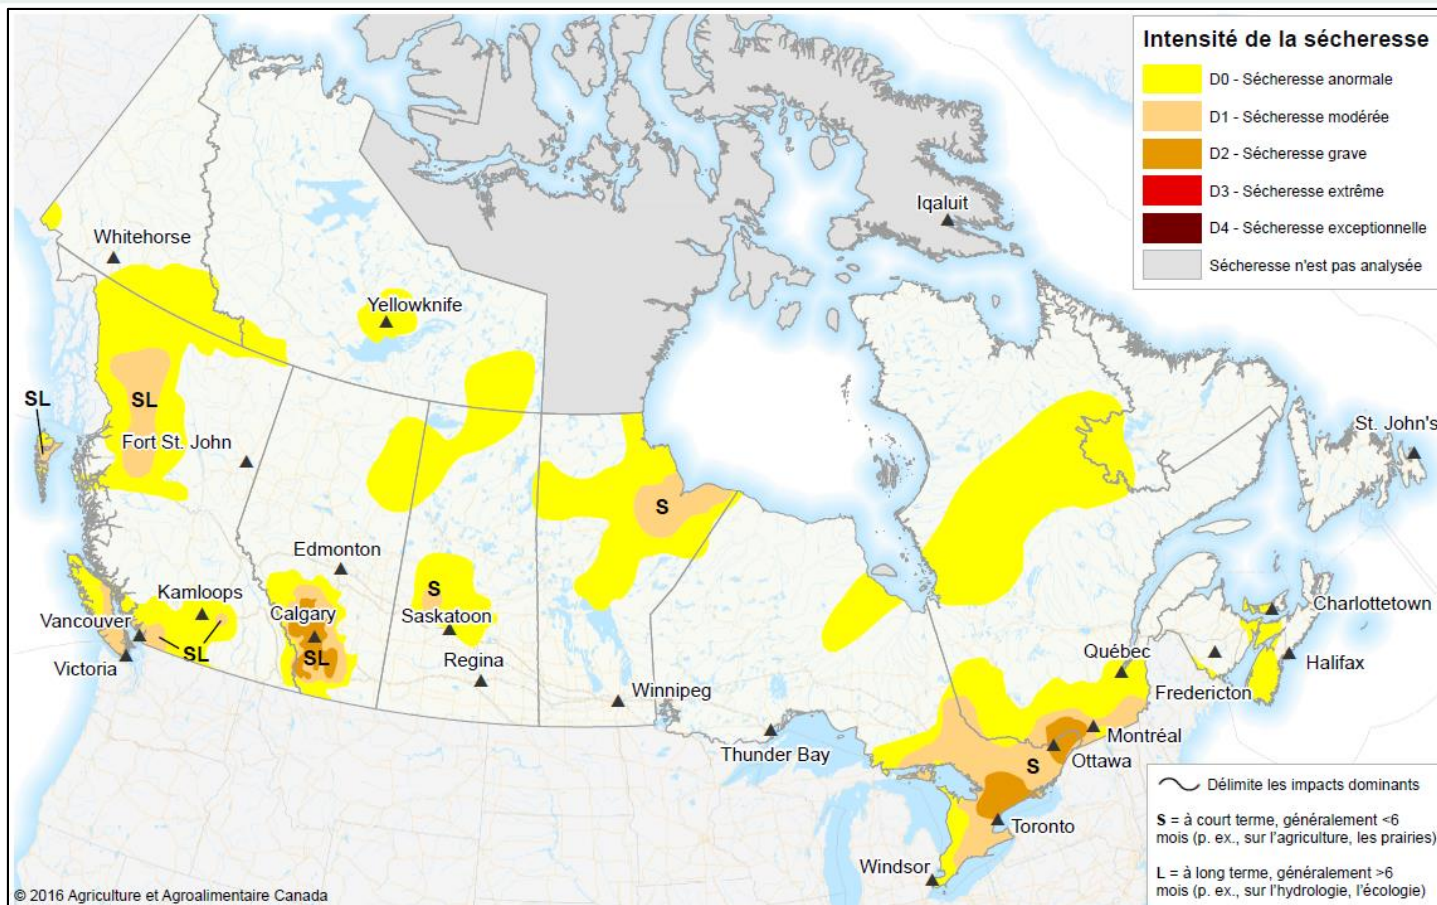 Intensité de la sécheresse
D0 - Sécheresse anormale
D1 - Sécheresse modérée
D2 - Sécheresse grave
D3 - Sécheresse extrême
D4 - Sécheresse exceptionnelle
Sécheresse n'est pas analysée
Iqaluit
Whitehorse
Yellowknife
SL
SL
Fort St. John
St. John's
S
Edmonton
Kamloops
S
Calgary
Saskatoon
Vancouver
SL
SL
Victoria
Regina
Winnipeg
Thunder Bay
Charlottetown
Québec
Halifax
Fredericton
Montréal
Ottawa
S
Toronto
Windsor
Délimite les impacts dominants
S = à court terme, généralement <6
mois (p. ex., sur l'agriculture, les prairies)
L = à long terme, généralement >6
mois (p. ex., sur l'hydrologie, l'écologie)
© 2016 Agriculture et Agroalimentaire Canada